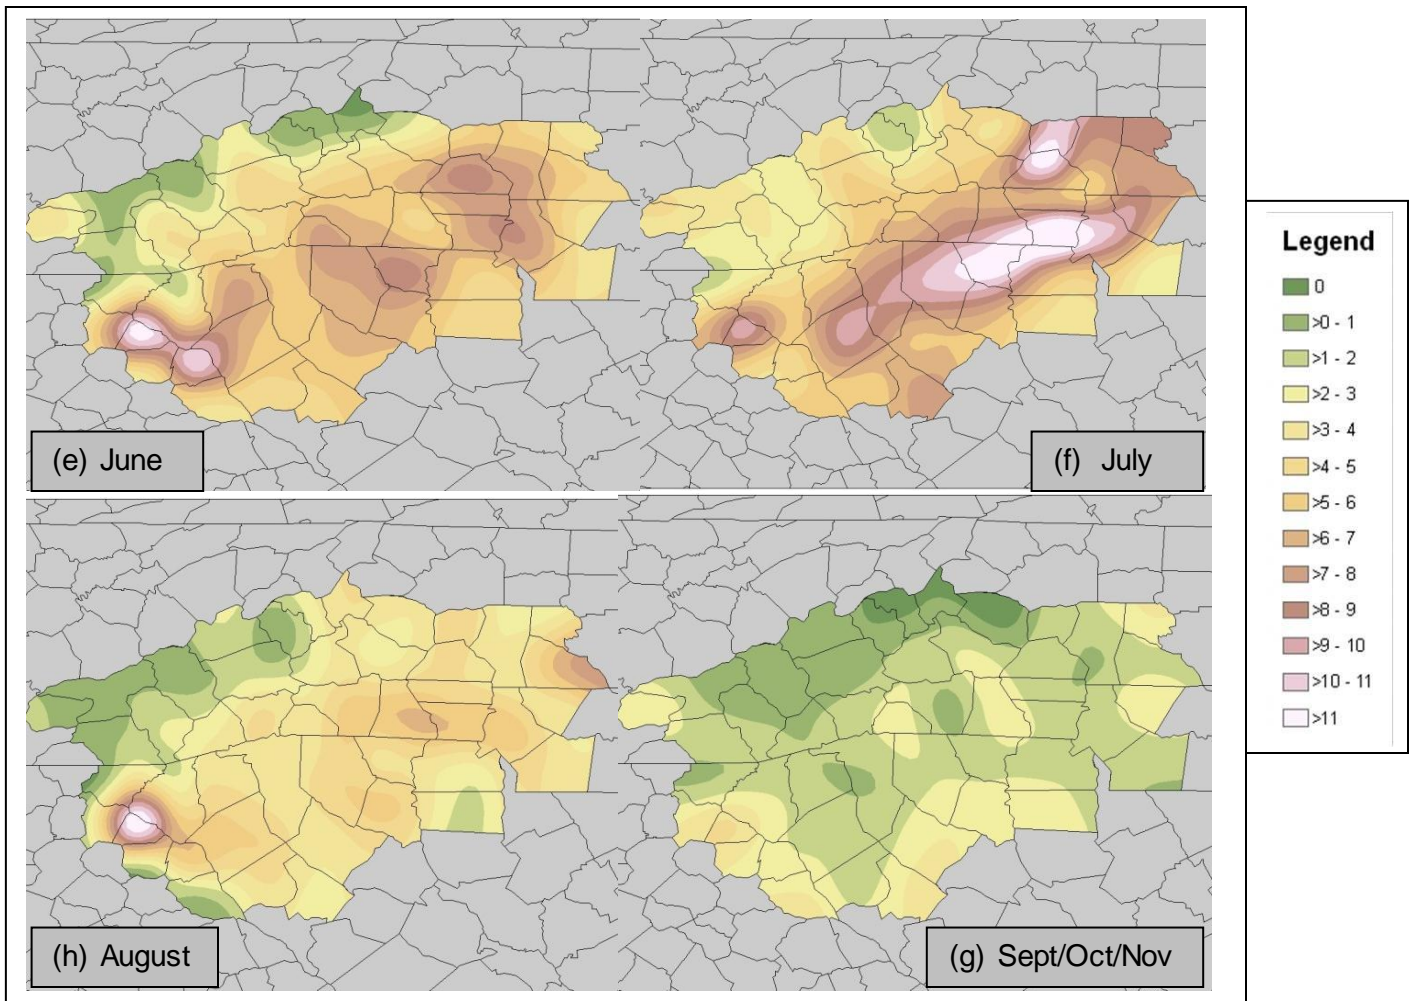 (e) June
(f) July
(h) August
(g) Sept/Oct/Nov
Legend
0
>0 - 1
>1 - 2
>2 - 3
>3 - 4
>4 - 5
>5 - 6
>6 - 7
>7 - 8
>8 - 9
>9 - 10
>10 - 11
>11